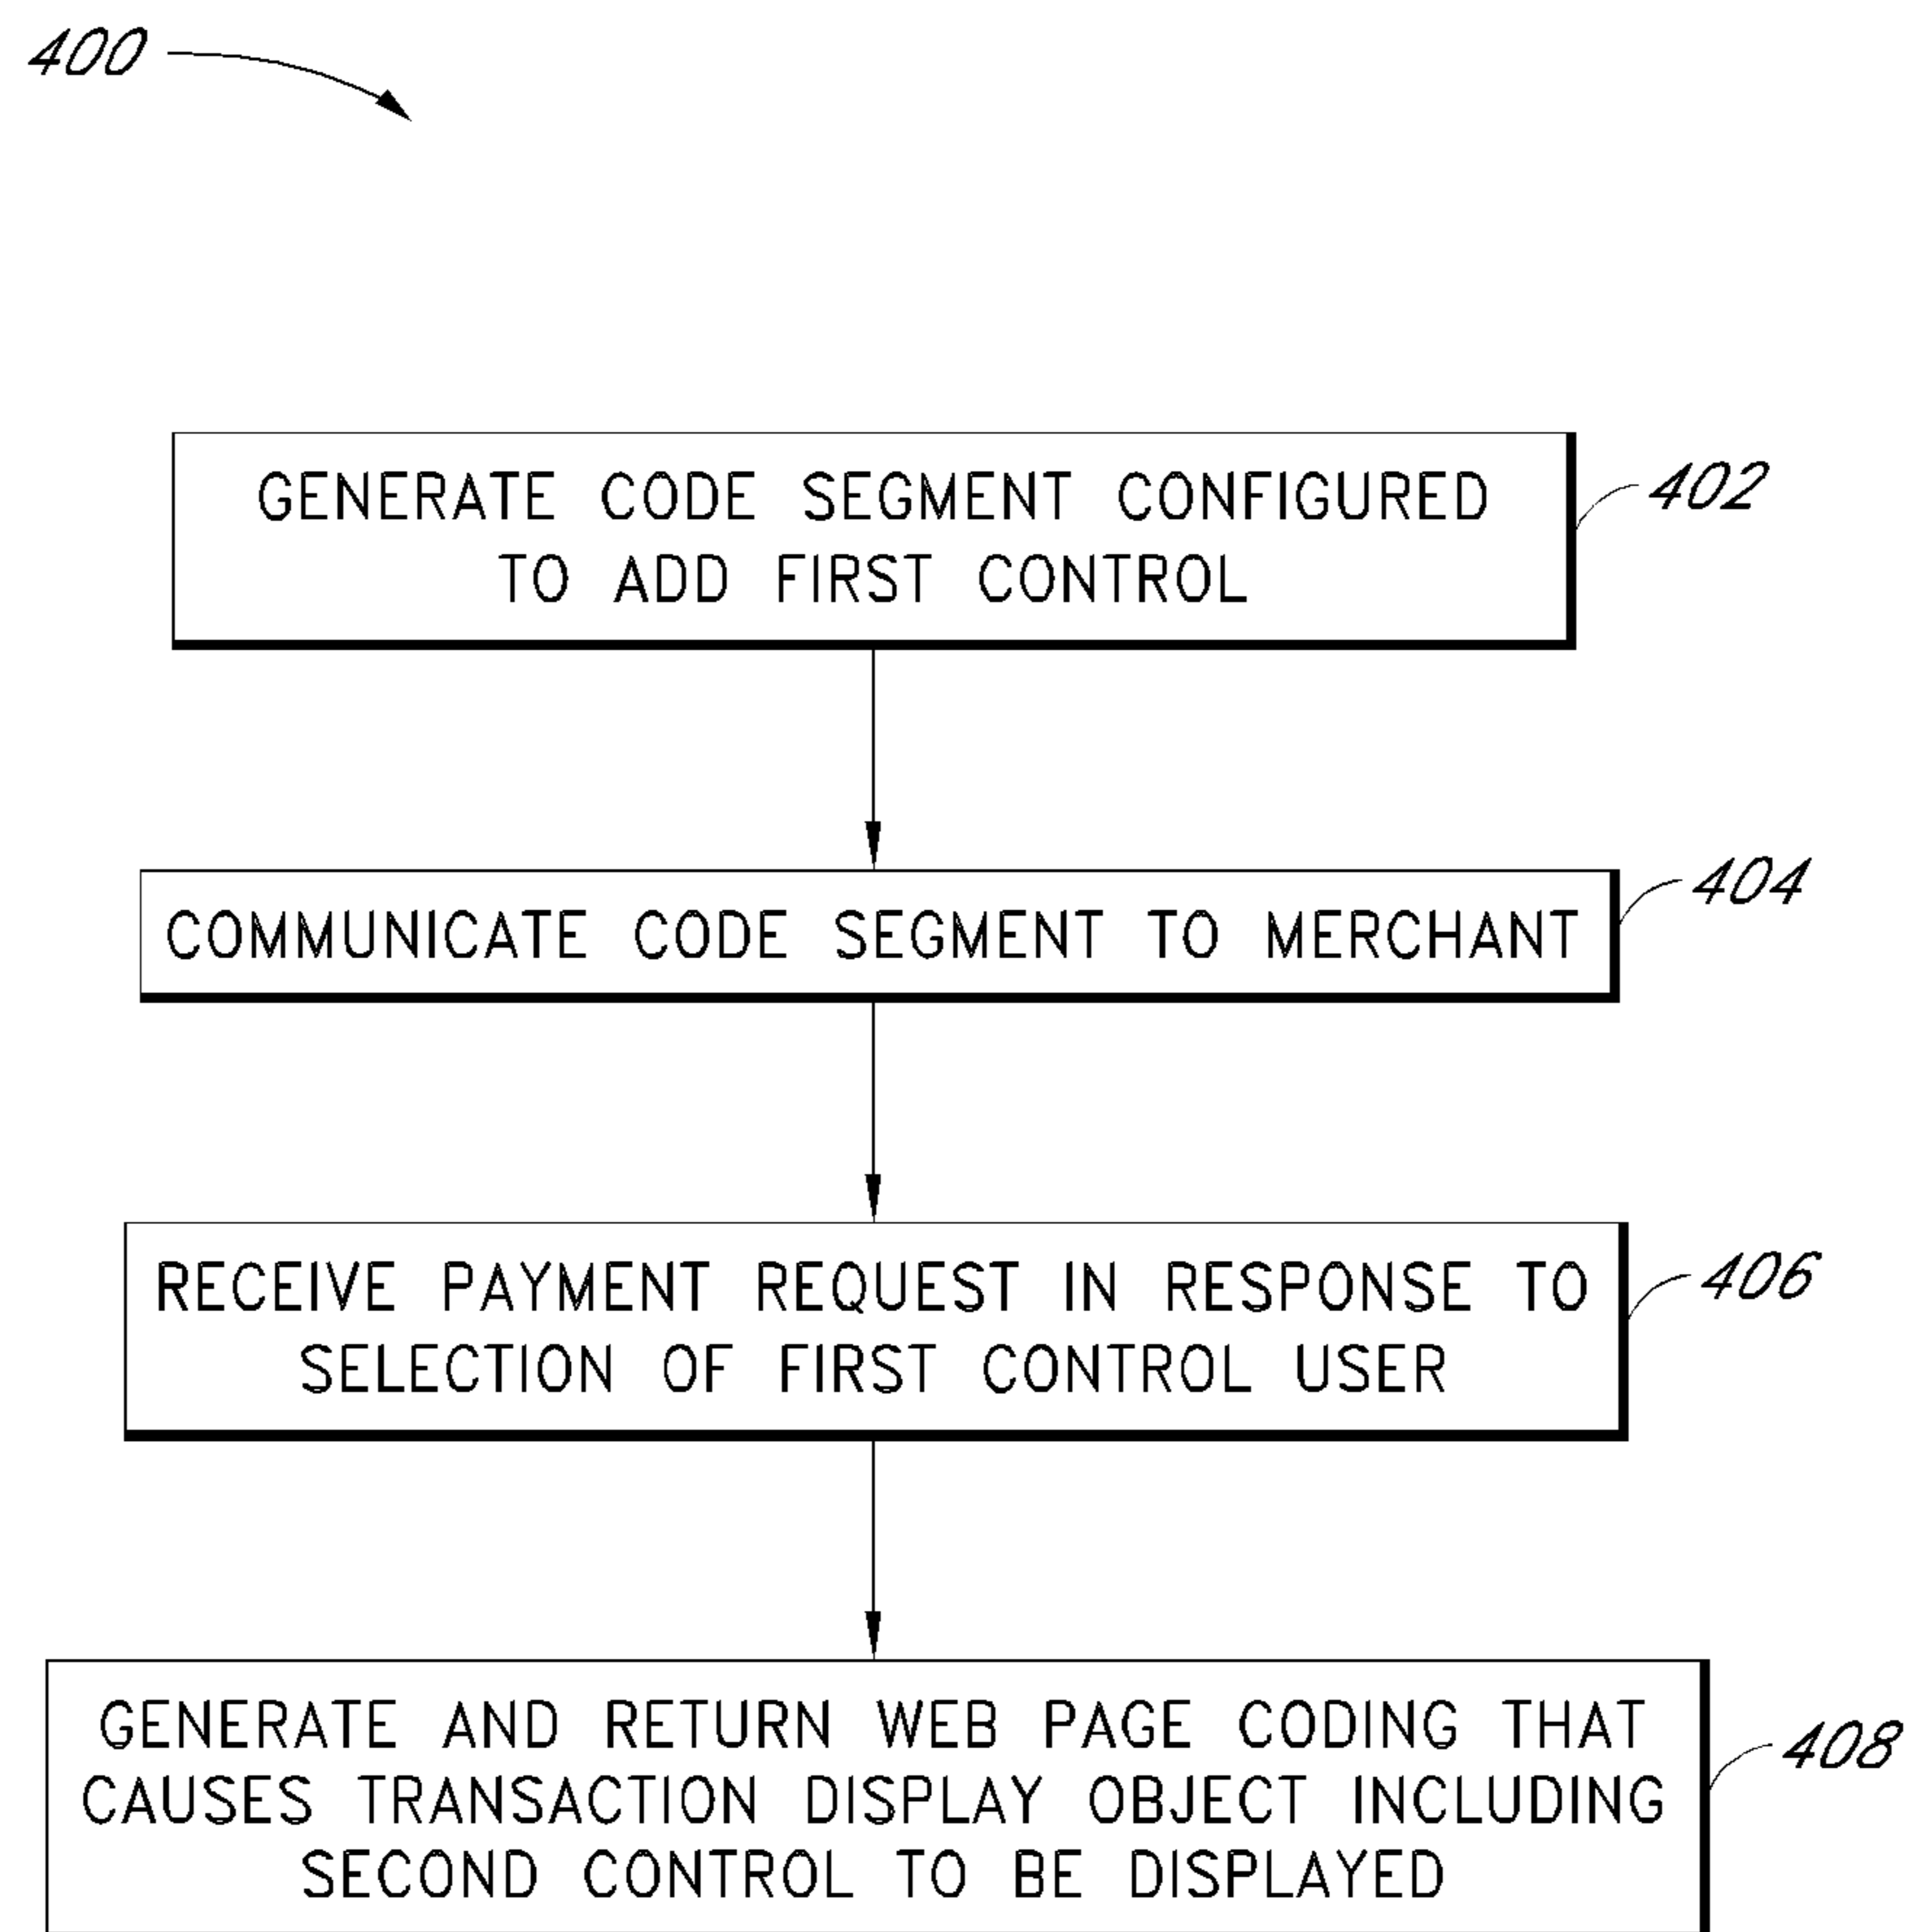 400
GENERATE CODE SEGMENT CONFIGURED
TO ADD FIRST CONTROL
402
COMMUNICATE CODE SEGMENT TO MERCHANT
404
RECEIVE PAYMENT REQUEST IN RESPONSE TO
SELECTION OF FIRST CONTROL USER
406
GENERATE AND RETURN WEB PAGE CODING THAT
CAUSES TRANSACTION DISPLAY OBJECT INCLUDING
SECOND CONTROL TO BE DISPLAYED
408